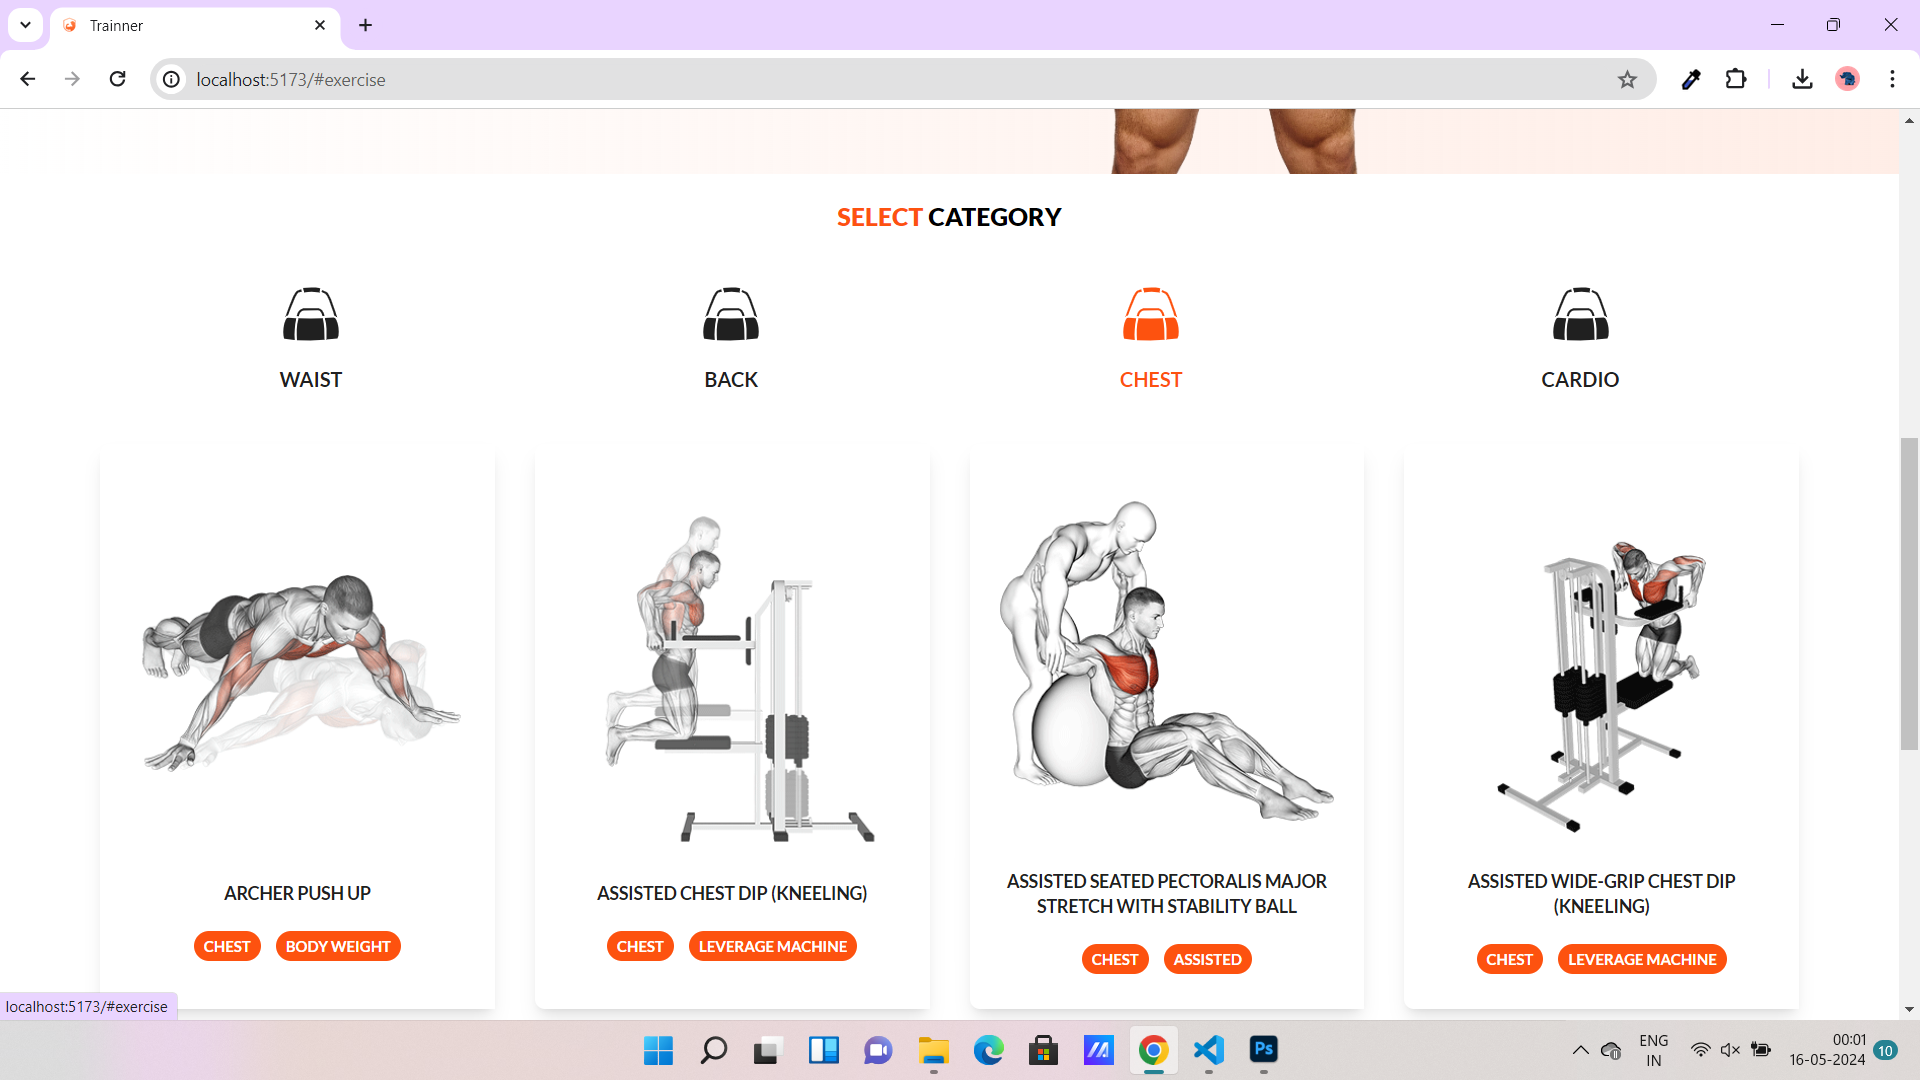 Trainner
localhost:5173/#exercise
SELECT CATEGORY
WAIST
BACK
CHEST
CARDIO
ARCHER PUSH UP
CHEST BODY WEIGHT
ASSISTED CHEST DIP (KNEELING)
CHEST LEVERAGE MACHINE
ASSISTED SEATED PECTORALIS MAJOR
STRETCH WITH STABILITY BALL
CHEST ASSISTED
ASSISTED WIDE-GRIP CHEST DIP
(KNEELING)
CHEST LEVERAGE MACHINE
localhost:5173/#exercise
Ps
ENG
IN
00:01
16-05-2024
10